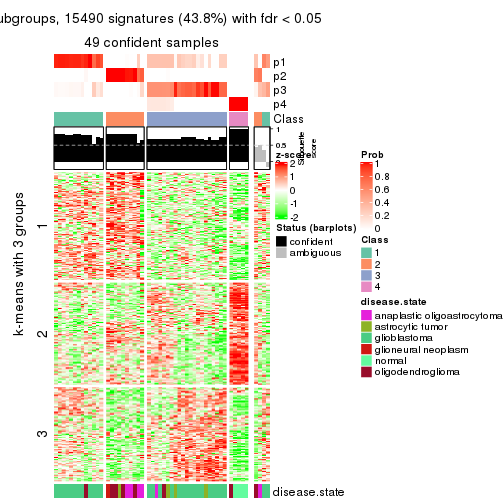 ubgroups, 15490 signatures (43.8%) with fdr < 0.05
49 confident samples
p1
p2
p3
p4
Class
1
0.5
0
Silhouette
score
z-score
2
1
0
-1
-2
Status (barplots)
confident
ambiguous
Prob
1
0.8
0.6
0.4
0.2
0
Class
1
2
3
4
disease.state
anaplastic oligoastrocytoma
astrocytic tumor
glioblastoma
glioneural neoplasm
normal
oligodendroglioma
k-means with 3 groups
1
2
3
disease.state